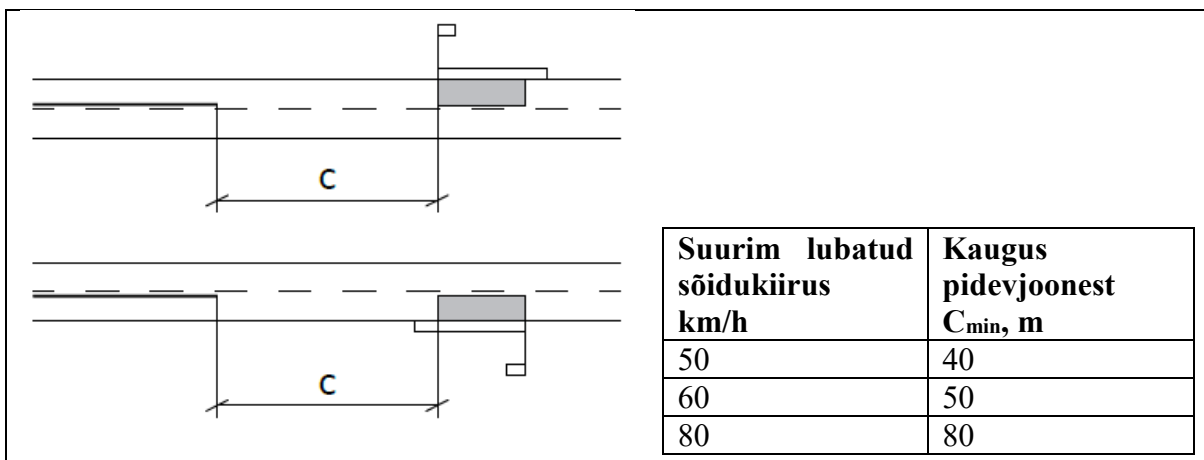 C
C
Suurim lubatud
sõidukiirus
km/h
Kaugus
pidevjoonest
Cmin, m
50 40
60 50
80 80